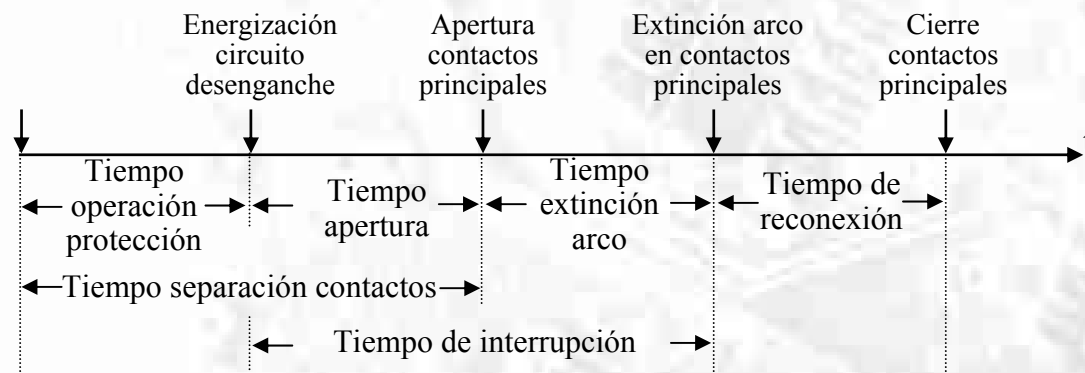 Energización
circuito
desenganche
Apertura
contactos
principales
Extinción arco
en contactos
principales
Cierre
contactos
principales
Tiempo
operación
protección
Tiempo
apertura
Tiempo
extinción
arco
Tiempo de
reconexión
Tiempo separación contactos
Tiempo de interrupción